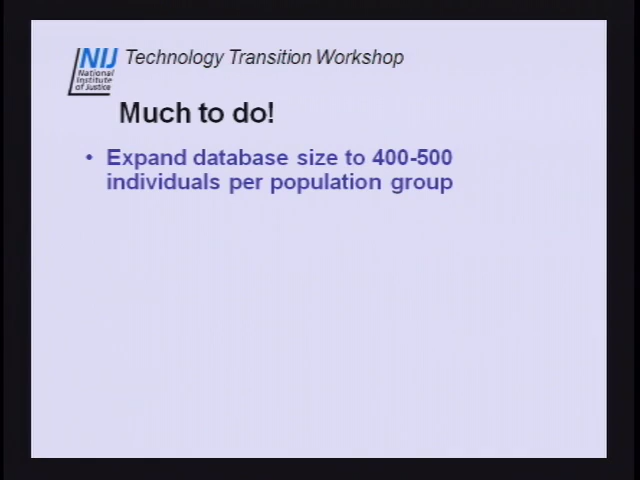 NIJ
National
Institute
of Justice
Technology Transition Workshop
Much to do!
• Expand database size to 400-500
individuals per population group